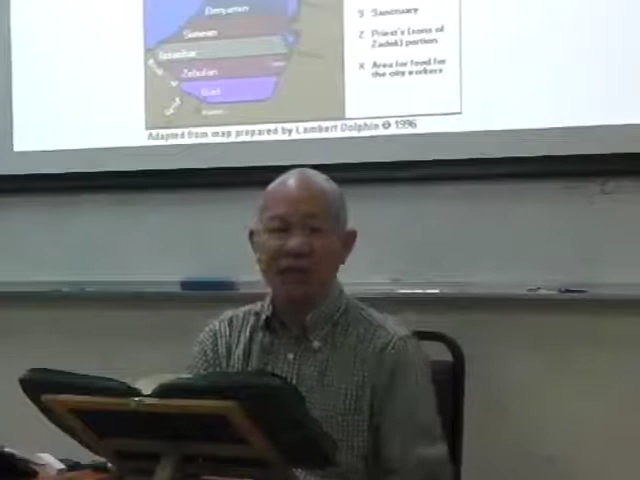 Benjamin
Simeon
Issachar
Zebulun
Gad
S Sanctuary
Z Priest's (sons of
Zadok) portion
X Area for food for
the city workers
Adapted from map prepared by Lambert Dolphin © 1996